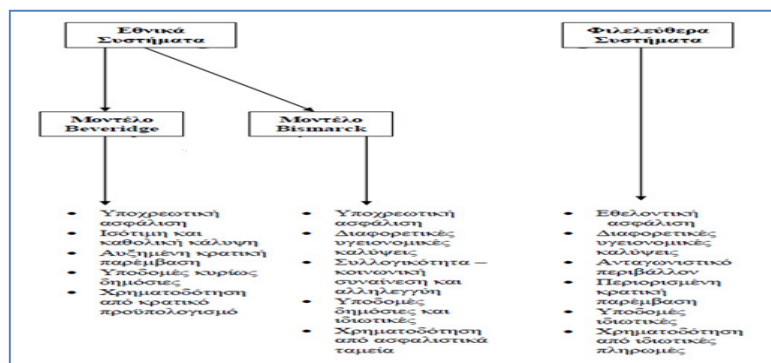 Εθνικά
Συστήματα
Φιλελεύθερα
Συστήματα
Μοντέλο
Beveridge
Μοντέλο
Bismarck
• Υποχρεωτική
ασφάλιση
• Ισότιμη και
καθολική κάλυψη
• Αυξημένη κρατική
παρέμβαση
• Υποδομές κυρίως
δημόσιες
• Χρηματοδότηση
από κρατικό
προϋπολογισμό
• Υποχρεωτική
ασφάλιση
• Διαφορετικές
υγειονομικές
καλύψεις
• Συλλογικότητα –
κοινωνική
συναίνεση και
αλληλεγγύη
• Υποδομές
δημόσιες και
ιδιωτικές
• Χρηματοδότηση
από ασφαλιστικά
ταμεία
• Εθελοντική
ασφάλιση
• Διαφορετικές
υγειονομικές
καλύψεις
• Ανταγωνιστικό
περιβάλλον
• Περιορισμένη
κρατική
παρέμβαση
• Υποδομές
ιδιωτικές
• Χρηματοδότηση
από ιδιωτικές
πληρωμές